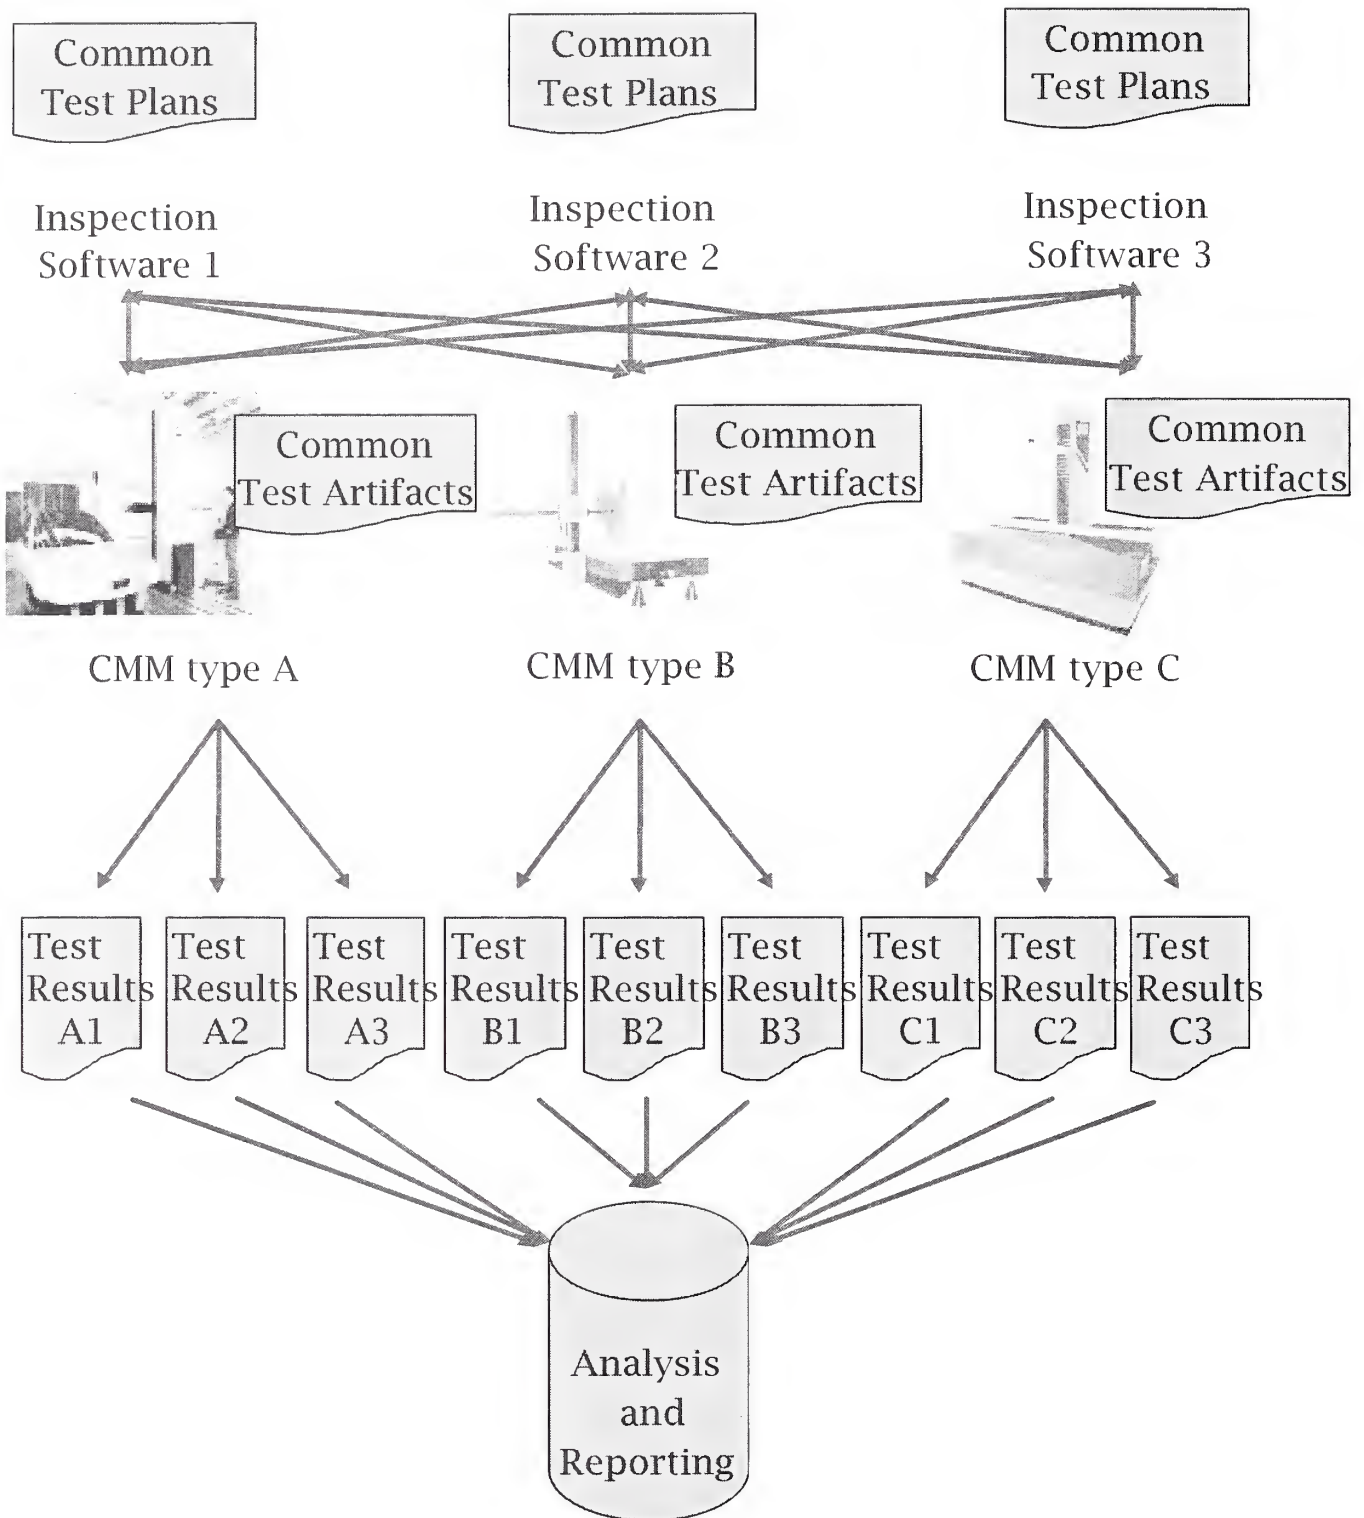 Common
Test Plans
Common
Test Plans
Common
Test Plans
Inspection
Software 1
Inspection
Software 2
Inspection
Software 3
Common
Test Artifacts
Common
Test Artifacts
Common
Test Artifacts
CMM type A
CMM type B
CMM type C
Test
Results
A1
Test
Results
A2
Test
Results
A3
Test
Results
B1
Test
Results
B2
Test
Results
B3
Test
Results
C1
Test
Results
C2
Test
Results
C3
Analysis
and
Reporting